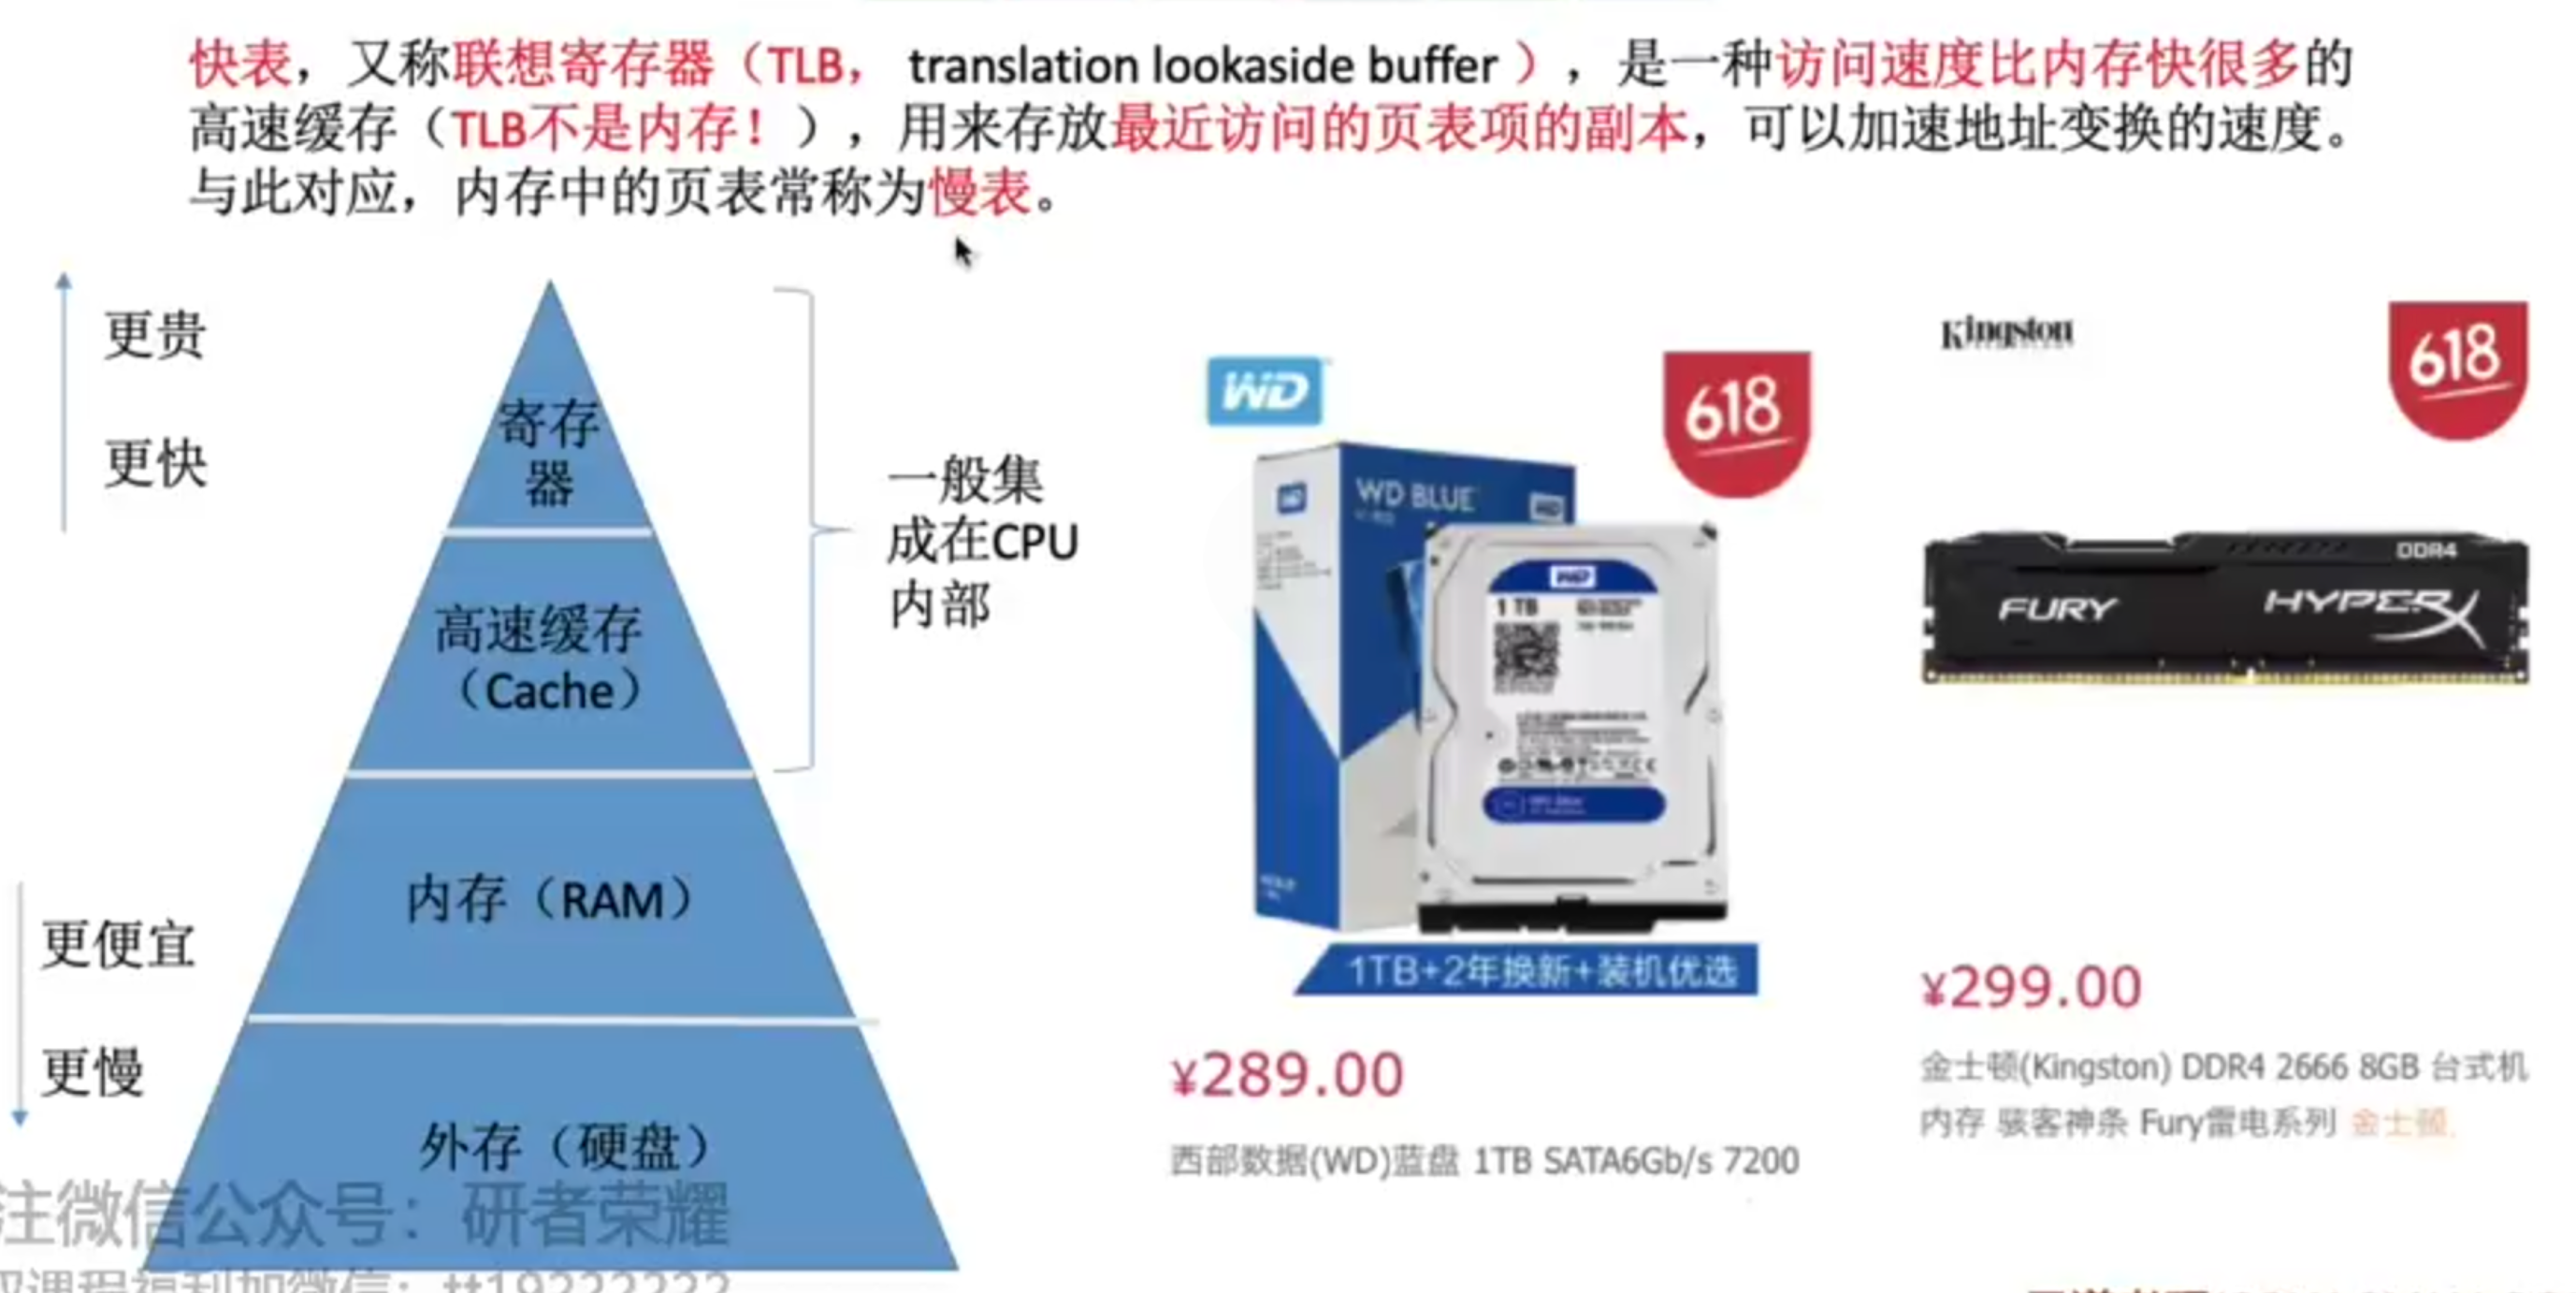 快表，又称联想寄存器（TLB， translation lookaside buffer ），是一种访问速度比内存快很多的
高速缓存（TLB不是内存！），用来存放最近访问的页表项的副本，可以加速地址变换的速度。
与此对应，内存中的页表常称为慢表。
更贵
更快
寄存
器
高速缓存
（Cache）
内存（RAM）
外存（硬盘）
更便宜
更慢
一般集
成在CPU
内部
WD
618
WD BLUE
WD
WD
WD
1 TB
1TB+2年换新+装机优选
¥289.00
西部数据(WD)蓝盘 1TB SATA6Gb/s 7200
Kingston
618
DDR4
FURY
HYPERX
¥299.00
金士顿(Kingston) DDR4 2666 8GB 台式机
内存 骇客神条 Fury雷电系列 金士顿
注微信公众号：研者荣耀